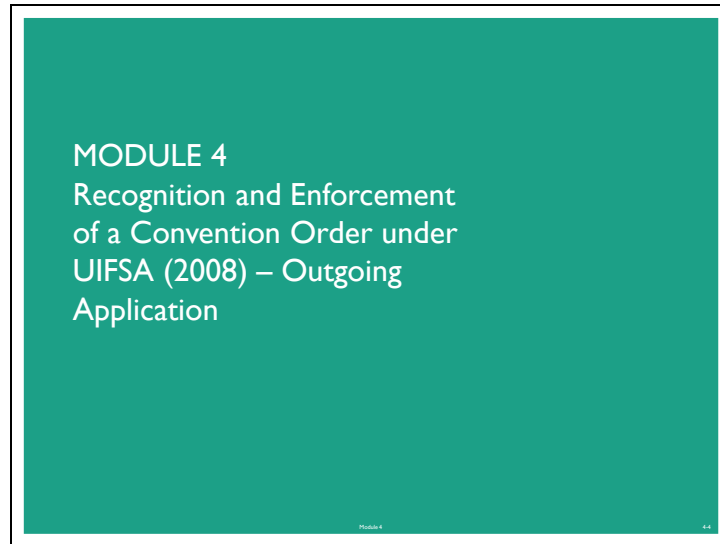 MODULE 4
Recognition and Enforcement
of a Convention Order under
UIFSA (2008) – Outgoing
Application
Module 4
4-4